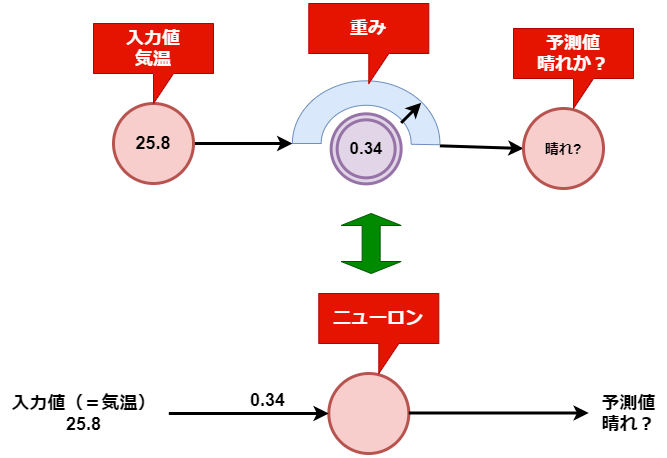 入力値
気温
重み
予測値
晴れか？
25.8
0.34
晴れ?
ニューロン
入力値（＝気温）
25.8
0.34
予測値
晴れ？